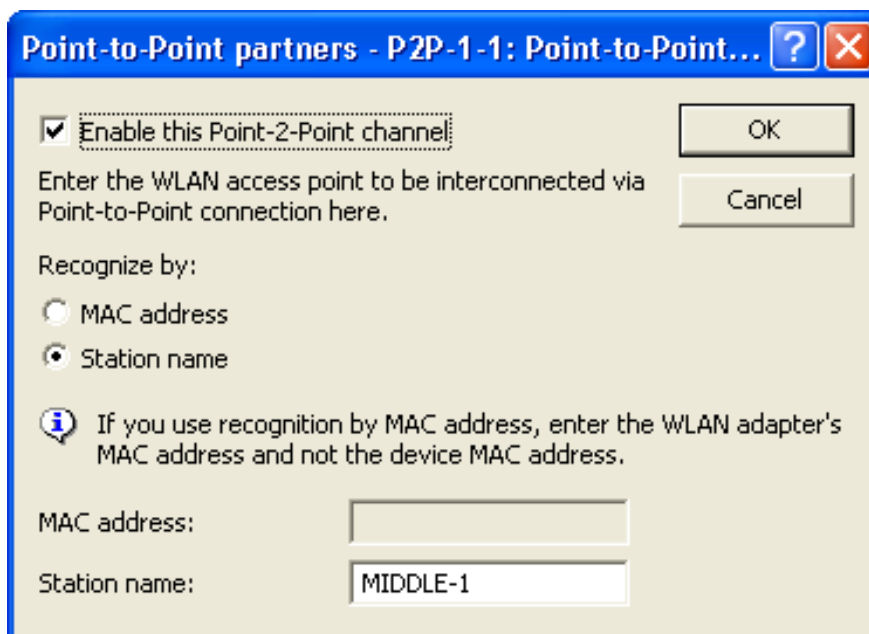 Point-to-Point partners - P2P-1-1: Point-to-Point...
Enable this Point-2-Point channel
OK
Enter the WLAN access point to be interconnected via
Point-to-Point connection here.
Cancel
Recognize by:
MAC address
Station name
If you use recognition by MAC address, enter the WLAN adapter's
MAC address and not the device MAC address.
MAC address:
Station name:
MIDDLE-1